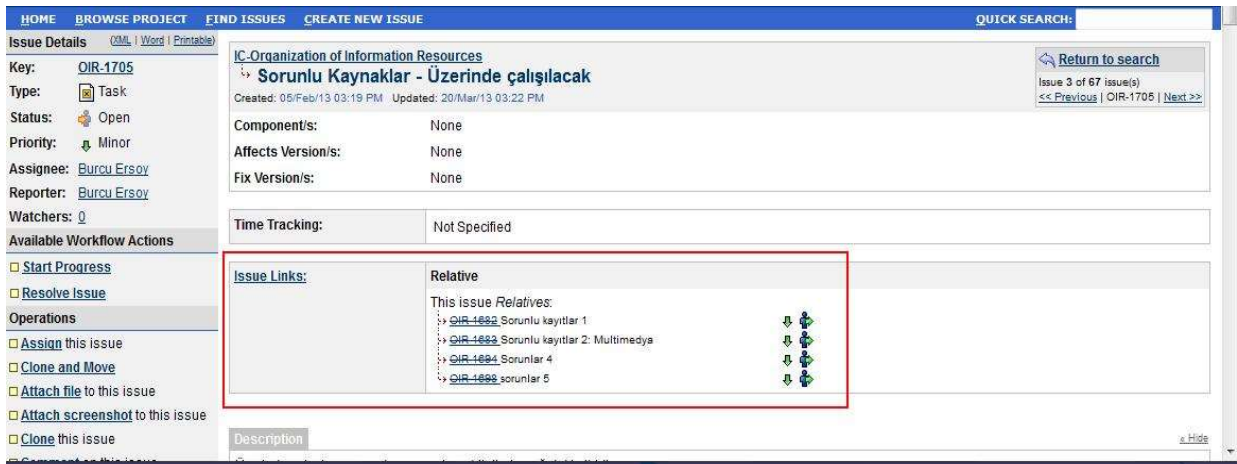 HOME BROWSE PROJECT FIND ISSUES CREATE NEW ISSUE QUICK SEARCH:
Issue Details (XML | Word | Printable)
Key: OIR-1705
Type: Task
Status: Open
Priority: Minor
Assignee: Burcu Ersoy
Reporter: Burcu Ersoy
Watchers: 0
Available Workflow Actions
Start Progress
Resolve Issue
Operations
Assign this issue
Clone and Move
Attach file to this issue
Attach screenshot to this issue
Clone this issue
Comment on this issue
IC-Organization of Information Resources
Sorunlu Kaynaklar - Üzerinde çalışılacak
Created: 05/Feb/13 03:19 PM Updated: 20/Mar/13 03:22 PM
Return to search
Issue 3 of 67 issue(s)
<< Previous | OIR-1705 | Next >>
Component/s: None
Affects Version/s: None
Fix Version/s: None
Time Tracking: Not Specified
Issue Links: Relative
This issue Relatives:
OIR-1682 Sorunlu kayıtlar 1
OIR-1683 Sorunlu kayıtlar 2: Multimedya
OIR-1694 Sorunlar 4
OIR-1698 sorunlar 5
Description « Hide